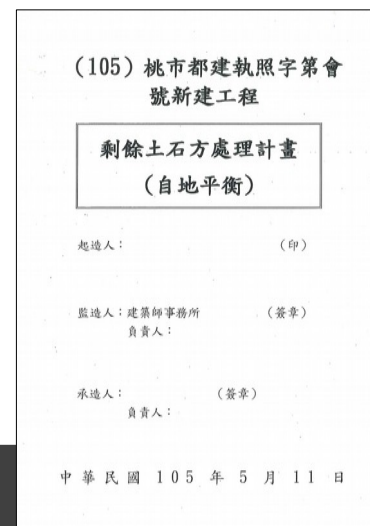 (105)桃市都建執照字第會
號新建工程
剩餘土石方處理計畫
(自地平衡)
起造人: (印)
監造人:建築師事務所 (簽章)
負責人:
承造人: (簽章)
負責人:
中華民國 105 年 5 月 11 日